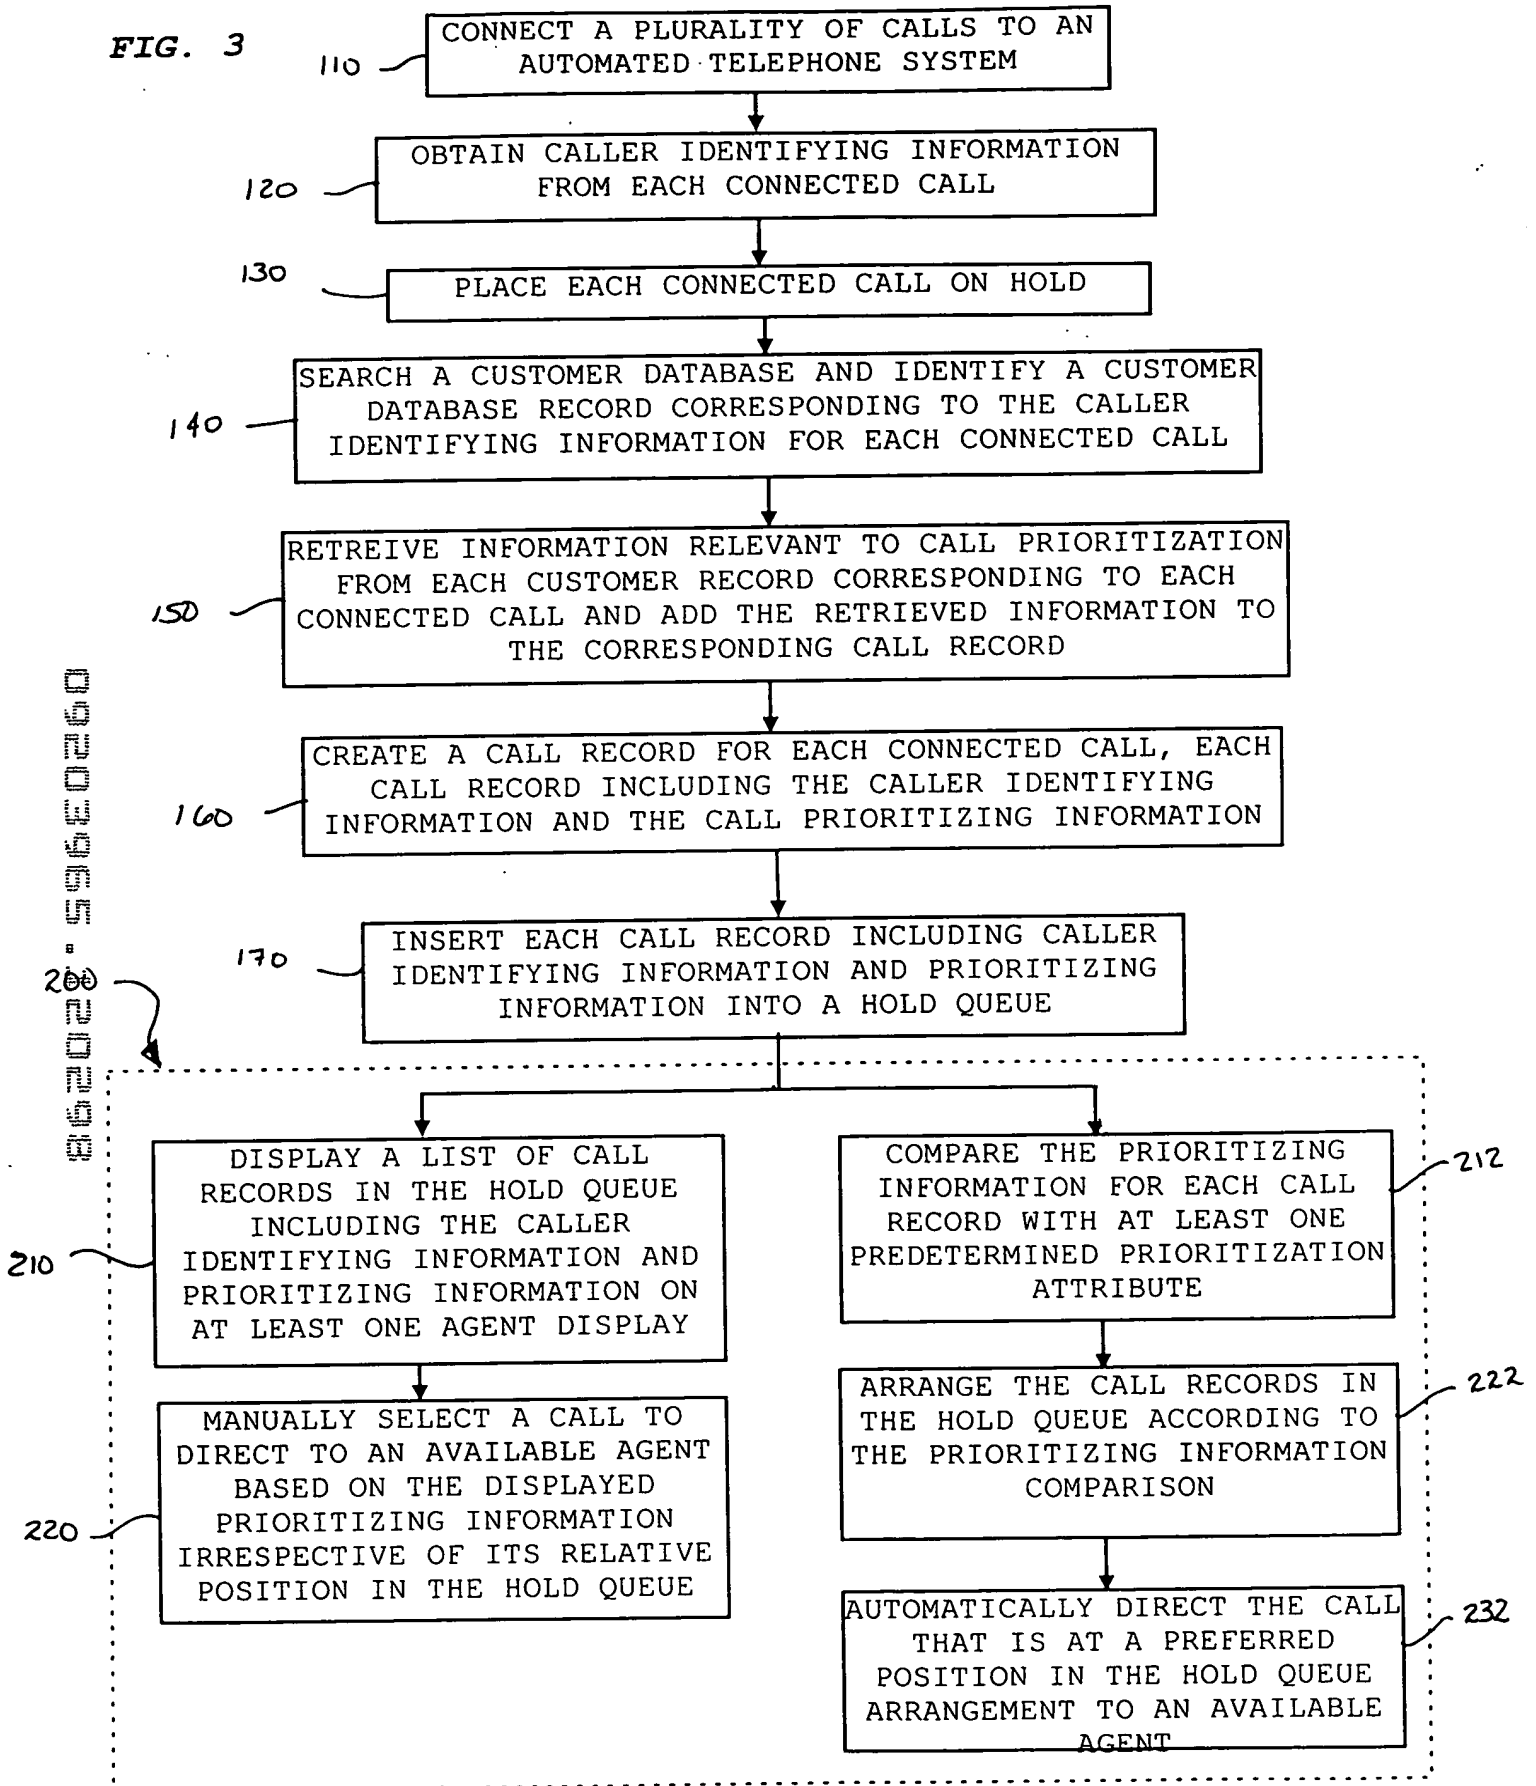 FIG. 3
110
CONNECT A PLURALITY OF CALLS TO AN
AUTOMATED TELEPHONE SYSTEM
120
OBTAIN CALLER IDENTIFYING INFORMATION
FROM EACH CONNECTED CALL
130
PLACE EACH CONNECTED CALL ON HOLD
140
SEARCH A CUSTOMER DATABASE AND IDENTIFY A CUSTOMER
DATABASE RECORD CORRESPONDING TO THE CALLER
IDENTIFYING INFORMATION FOR EACH CONNECTED CALL
150
RETREIVE INFORMATION RELEVANT TO CALL PRIORITIZATION
FROM EACH CUSTOMER RECORD CORRESPONDING TO EACH
CONNECTED CALL AND ADD THE RETRIEVED INFORMATION TO
THE CORRESPONDING CALL RECORD
160
CREATE A CALL RECORD FOR EACH CONNECTED CALL, EACH
CALL RECORD INCLUDING THE CALLER IDENTIFYING
INFORMATION AND THE CALL PRIORITIZING INFORMATION
170
INSERT EACH CALL RECORD INCLUDING CALLER
IDENTIFYING INFORMATION AND PRIORITIZING
INFORMATION INTO A HOLD QUEUE
200
210
DISPLAY A LIST OF CALL
RECORDS IN THE HOLD QUEUE
INCLUDING THE CALLER
IDENTIFYING INFORMATION AND
PRIORITIZING INFORMATION ON
AT LEAST ONE AGENT DISPLAY
220
MANUALLY SELECT A CALL TO
DIRECT TO AN AVAILABLE AGENT
BASED ON THE DISPLAYED
PRIORITIZING INFORMATION
IRRESPECTIVE OF ITS RELATIVE
POSITION IN THE HOLD QUEUE
212
COMPARE THE PRIORITIZING
INFORMATION FOR EACH CALL
RECORD WITH AT LEAST ONE
PREDETERMINED PRIORITIZATION
ATTRIBUTE
222
ARRANGE THE CALL RECORDS IN
THE HOLD QUEUE ACCORDING TO
THE PRIORITIZING INFORMATION
COMPARISON
232
AUTOMATICALLY DIRECT THE CALL
THAT IS AT A PREFERRED
POSITION IN THE HOLD QUEUE
ARRANGEMENT TO AN AVAILABLE
AGENT